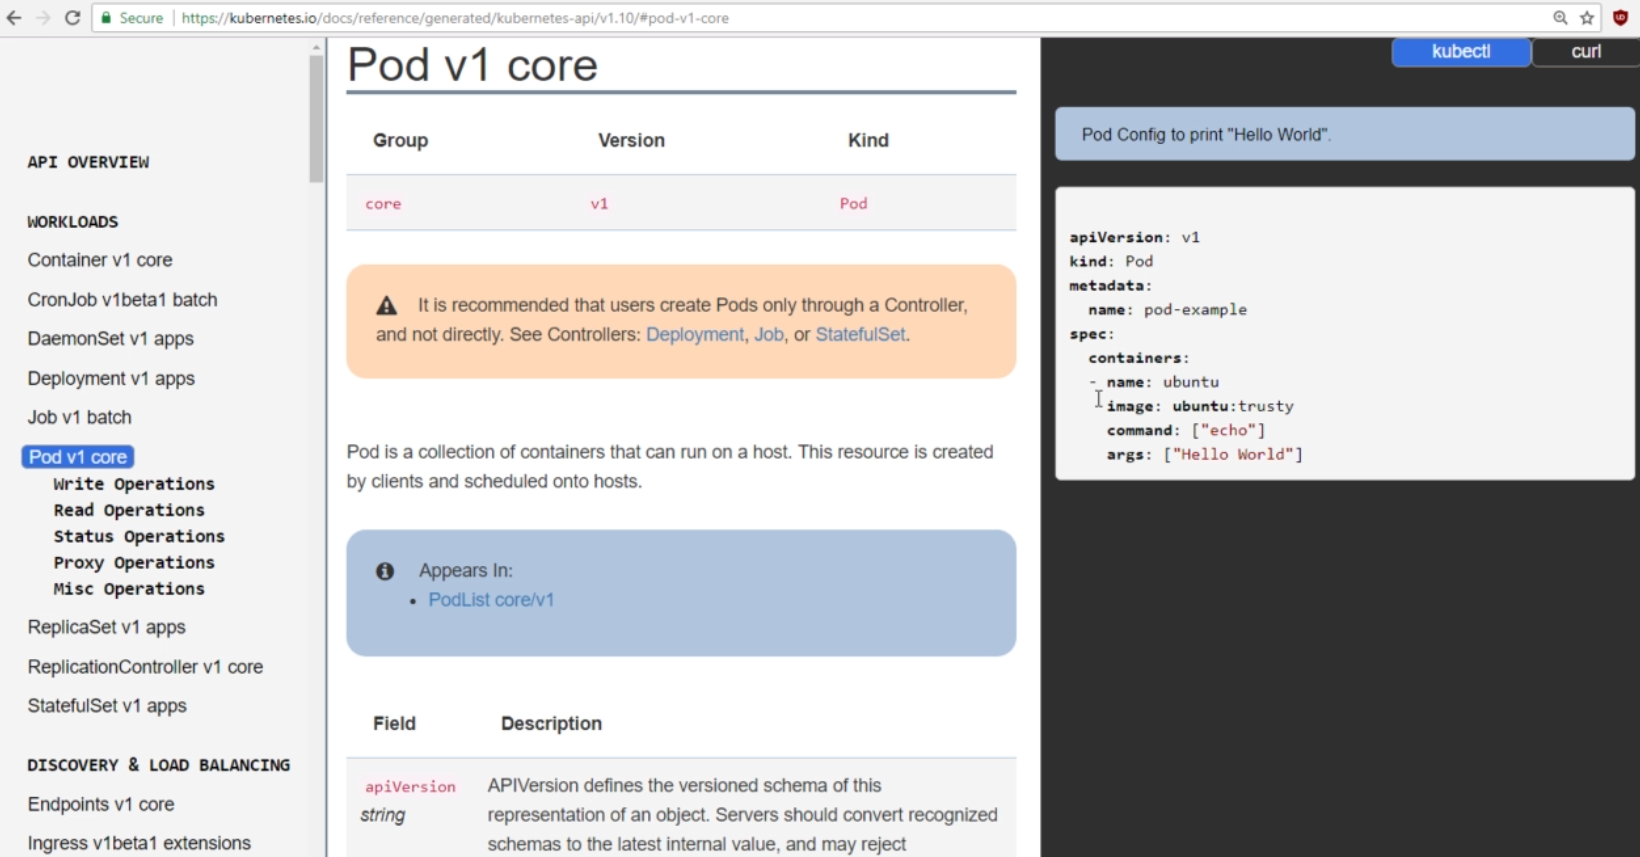 Secure | https://kubernetes.io/docs/reference/generated/kubernetes-api/v1.10/#pod-v1-core
API OVERVIEW
WORKLOADS
Container v1 core
CronJob v1beta1 batch
DaemonSet v1 apps
Deployment v1 apps
Job v1 batch
Pod v1 core
Write Operations
Read Operations
Status Operations
Proxy Operations
Misc Operations
ReplicaSet v1 apps
ReplicationController v1 core
StatefulSet v1 apps
DISCOVERY & LOAD BALANCING
Endpoints v1 core
Ingress v1beta1 extensions
Pod v1 core
Group Version Kind
core v1 Pod
It is recommended that users create Pods only through a Controller,
and not directly. See Controllers: Deployment, Job, or StatefulSet.
Pod is a collection of containers that can run on a host. This resource is created
by clients and scheduled onto hosts.
Appears In:
• PodList core/v1
Field Description
apiVersion APIVersion defines the versioned schema of this
string representation of an object. Servers should convert recognized
schemas to the latest internal value, and may reject
kubectl curl
Pod Config to print "Hello World".
apiVersion: v1
kind: Pod
metadata:
  name: pod-example
spec:
  containers:
  - name: ubuntu
    image: ubuntu:trusty
    command: ["echo"]
    args: ["Hello World"]